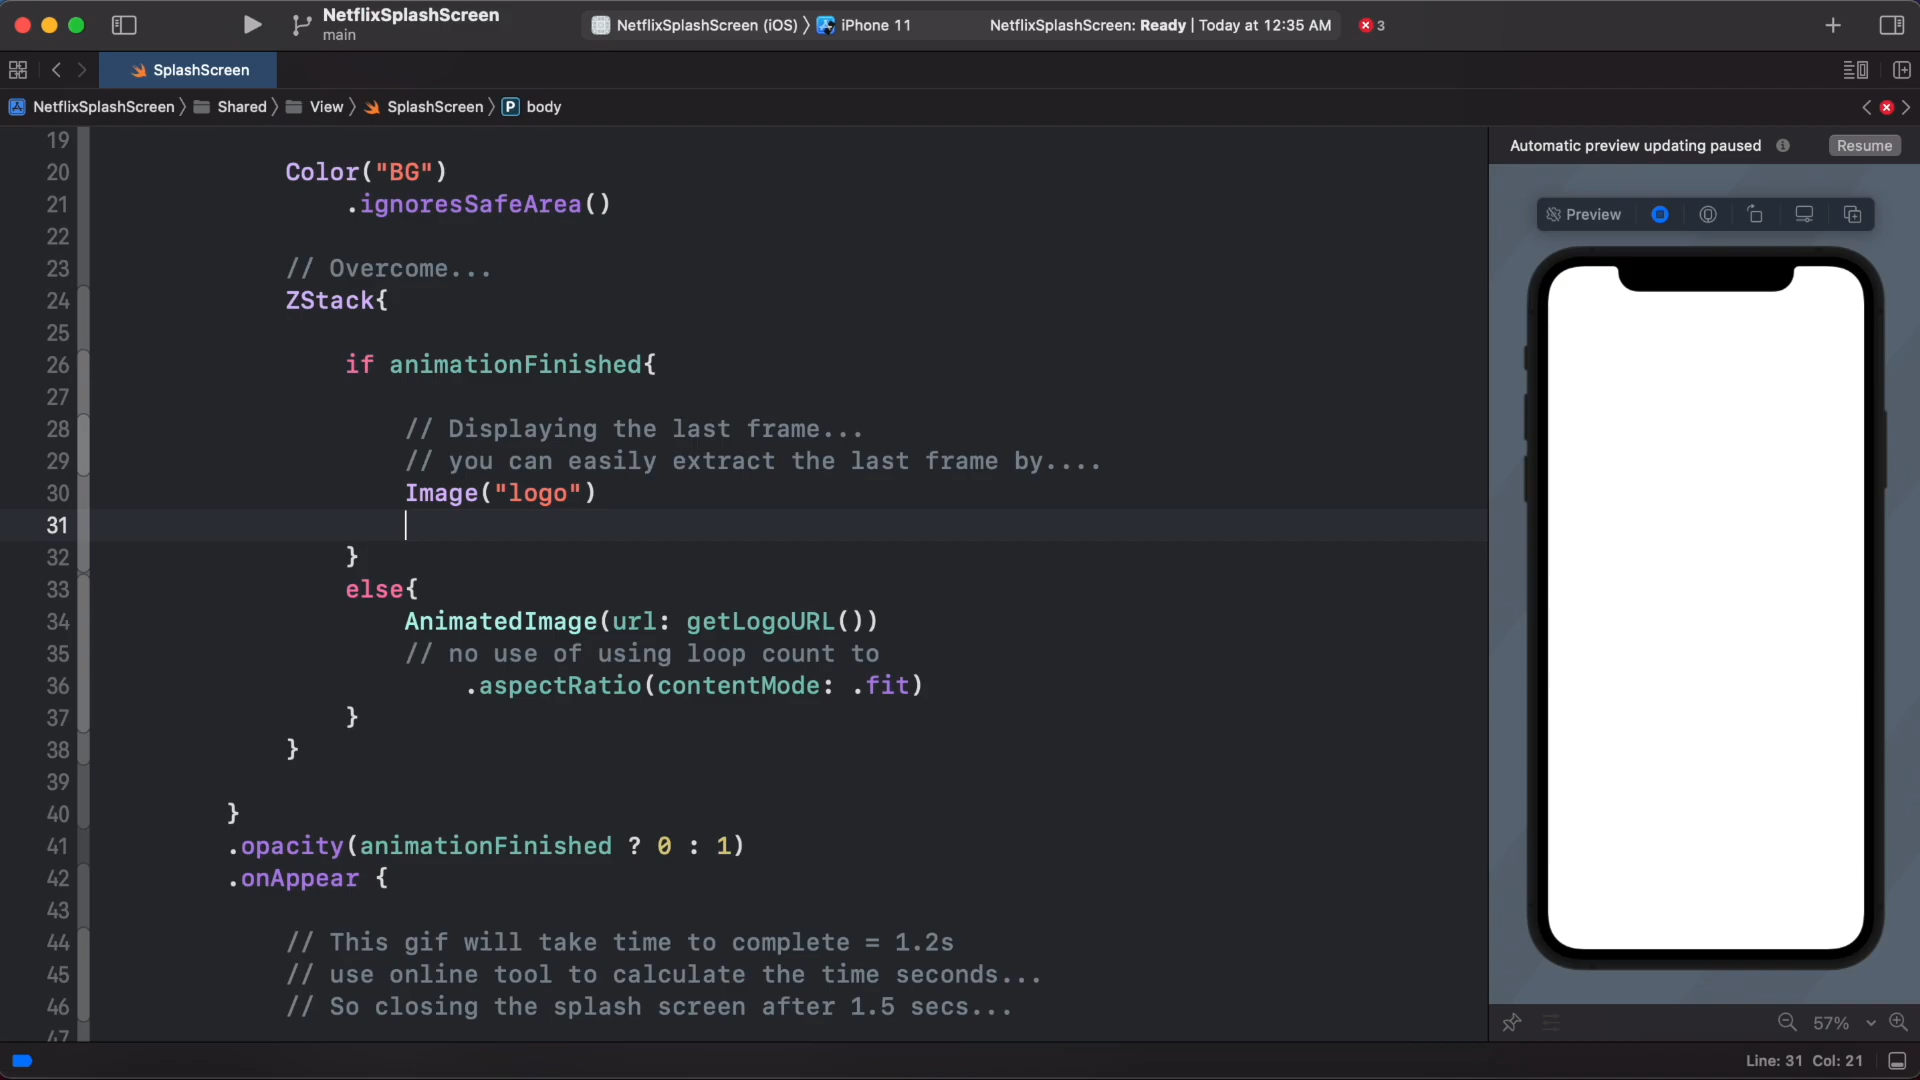 NetflixSplashScreen
main
NetflixSplashScreen (iOS) 〉 iPhone 11
NetflixSplashScreen: Ready | Today at 12:35 AM
3
SplashScreen
NetflixSplashScreen 〉 Shared 〉 View 〉 SplashScreen 〉 P body
19
20 Color("BG")
21 .ignoresSafeArea()
22
23 // Overcome...
24 ZStack{
25
26 if animationFinished{
27
28 // Displaying the last frame...
29 // you can easily extract the last frame by....
30 Image("logo")
31
32 }
33 else{
34 AnimatedImage(url: getLogoURL())
35 // no use of using loop count to
36 .aspectRatio(contentMode: .fit)
37 }
38 }
39
40 }
41 .opacity(animationFinished ? 0 : 1)
42 .onAppear {
43
44 // This gif will take time to complete = 1.2s
45 // use online tool to calculate the time seconds...
46 // So closing the splash screen after 1.5 secs...
47
Automatic preview updating paused
Resume
Preview
57%
Line: 31 Col: 21